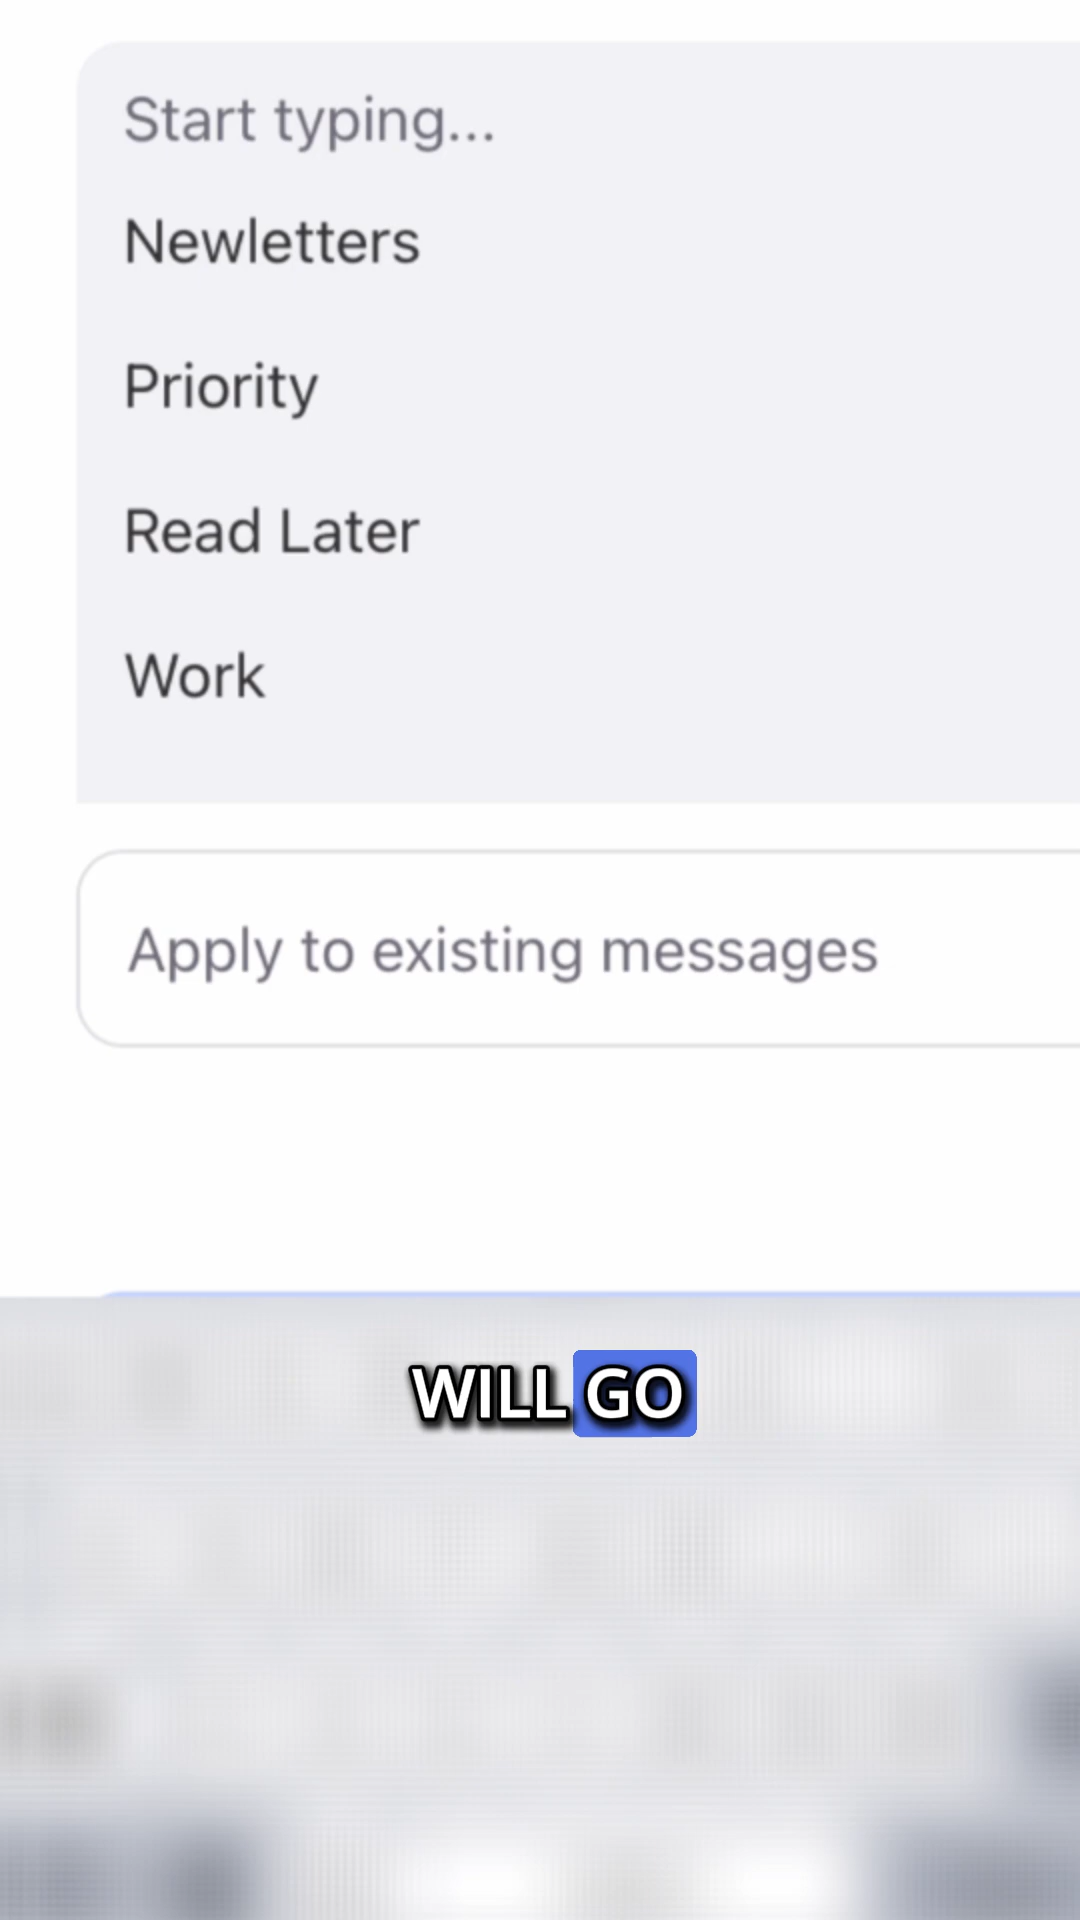 Start typing...
Newletters
Priority
Read Later
Work
Apply to existing messages
WILL GO